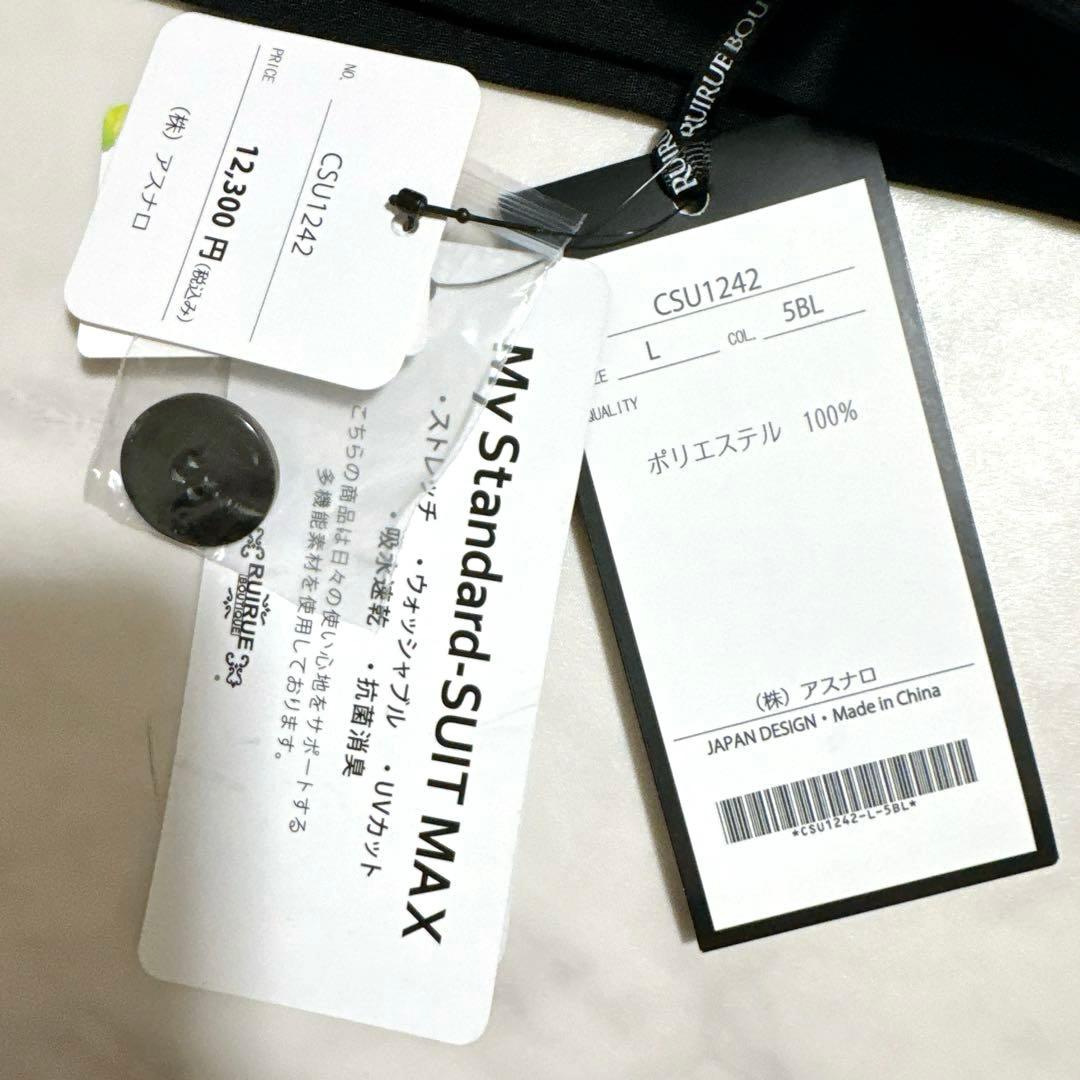 NO.
CSU1242
PRICE
12,300 円(税込み)
(株) アスナロ
RUIRUE BOU
CSU1242
L
COL.
5BL
QUALITY
ポリエステル 100%
(株) アスナロ
JAPAN DESIGN・Made in China
*CSU1242-L-5BL*
My Standard-SUIT MAX
・ストレッチ ・ウォッシャブル ・UVカット
・吸水速乾 ・抗菌消臭
こちらの商品は日々の使い心地をサポートする
多機能素材を使用しております。
RUIRUE
BOUTIQUE